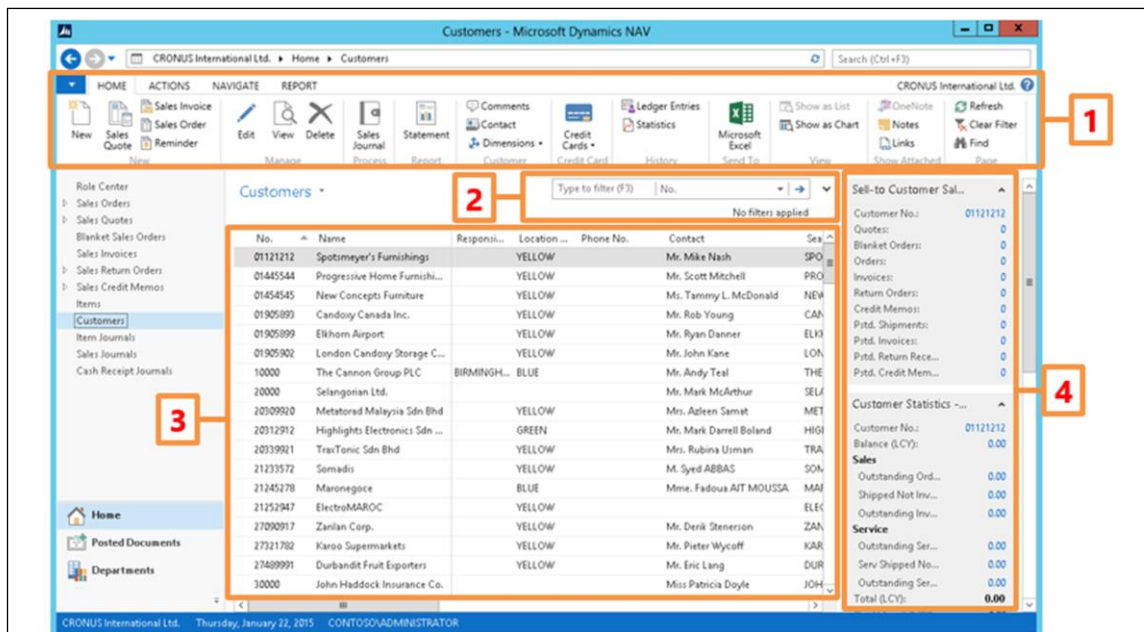 Customers - Microsoft Dynamics NAV
CRONUS International Ltd. Home Customers Search (Ctrl+F3)
HOME ACTIONS NAVIGATE REPORT CRONUS International Ltd.
New Sales Quote Sales Invoice Sales Order Reminder Edit View Delete Sales Journal Statement Comments Contact Dimensions Credit Cards Ledger Entries Statistics Microsoft Excel Show as List Show as Chart OneNote Notes Links Refresh Clear Filter Find
New Manage Process Report Customer Credit Card History Send To View Show Attached Page
1
Role Center
Sales Orders
Sales Quotes
Blanket Sales Orders
Sales Invoices
Sales Return Orders
Sales Credit Memos
Items
Customers
Item Journals
Sales Journals
Cash Receipt Journals
Home
Posted Documents
Departments
Customers
2
Type to filter (F3) No.
No filters applied
3
No. Name Responsi... Location ... Phone No. Contact Sea
01121212 Spotsmeyer's Furnishings YELLOW Mr. Mike Nash SPO
01445544 Progressive Home Furnishi... YELLOW Mr. Scott Mitchell PRO
01454545 New Concepts Furniture YELLOW Ms. Tammy L. McDonald NEW
01905893 Candoxy Canada Inc. YELLOW Mr. Rob Young CAN
01905899 Elkhorn Airport YELLOW Mr. Ryan Danner ELKH
01905902 London Candoxy Storage C... YELLOW Mr. John Kane LON
10000 The Cannon Group PLC BIRMINGH... BLUE Mr. Andy Teal THE
20000 Selangorian Ltd. Mr. Mark McArthur SELA
20309920 Metatorad Malaysia Sdn Bhd YELLOW Mrs. Azleen Samat MET
20312912 Highlights Electronics Sdn ... GREEN Mr. Mark Darrell Boland HIGI
20339921 TraxTonic Sdn Bhd YELLOW Mrs. Rubina Usman TRA
21233572 Somadis YELLOW M. Syed ABBAS SOM
21245278 Maronegoce BLUE Mme. Fadoua AIT MOUSSA MAF
21252947 ElectroMAROC YELLOW ELEC
27090917 Zanlan Corp. YELLOW Mr. Derik Stenerson ZAN
27321782 Karoo Supermarkets YELLOW Mr. Pieter Wycoff KAR
27489991 Durbandit Fruit Exporters YELLOW Mr. Eric Lang DUR
30000 John Haddock Insurance Co. Miss Patricia Doyle JOH
4
Sell-to Customer Sal...
Customer No.: 01121212
Quotes: 0
Blanket Orders: 0
Orders: 0
Invoices: 0
Return Orders: 0
Credit Memos: 0
Pstd. Shipments: 0
Pstd. Invoices: 0
Pstd. Return Rece... 0
Pstd. Credit Mem... 0
Customer Statistics -...
Customer No.: 01121212
Balance (LCY): 0.00
Sales
Outstanding Ord... 0.00
Shipped Not Inv... 0.00
Outstanding Inv... 0.00
Service
Outstanding Ser... 0.00
Serv Shipped No... 0.00
Outstanding Ser... 0.00
Total (LCY): 0.00
CRONUS International Ltd. Thursday, January 22, 2015 CONTOSO\ADMINISTRATOR